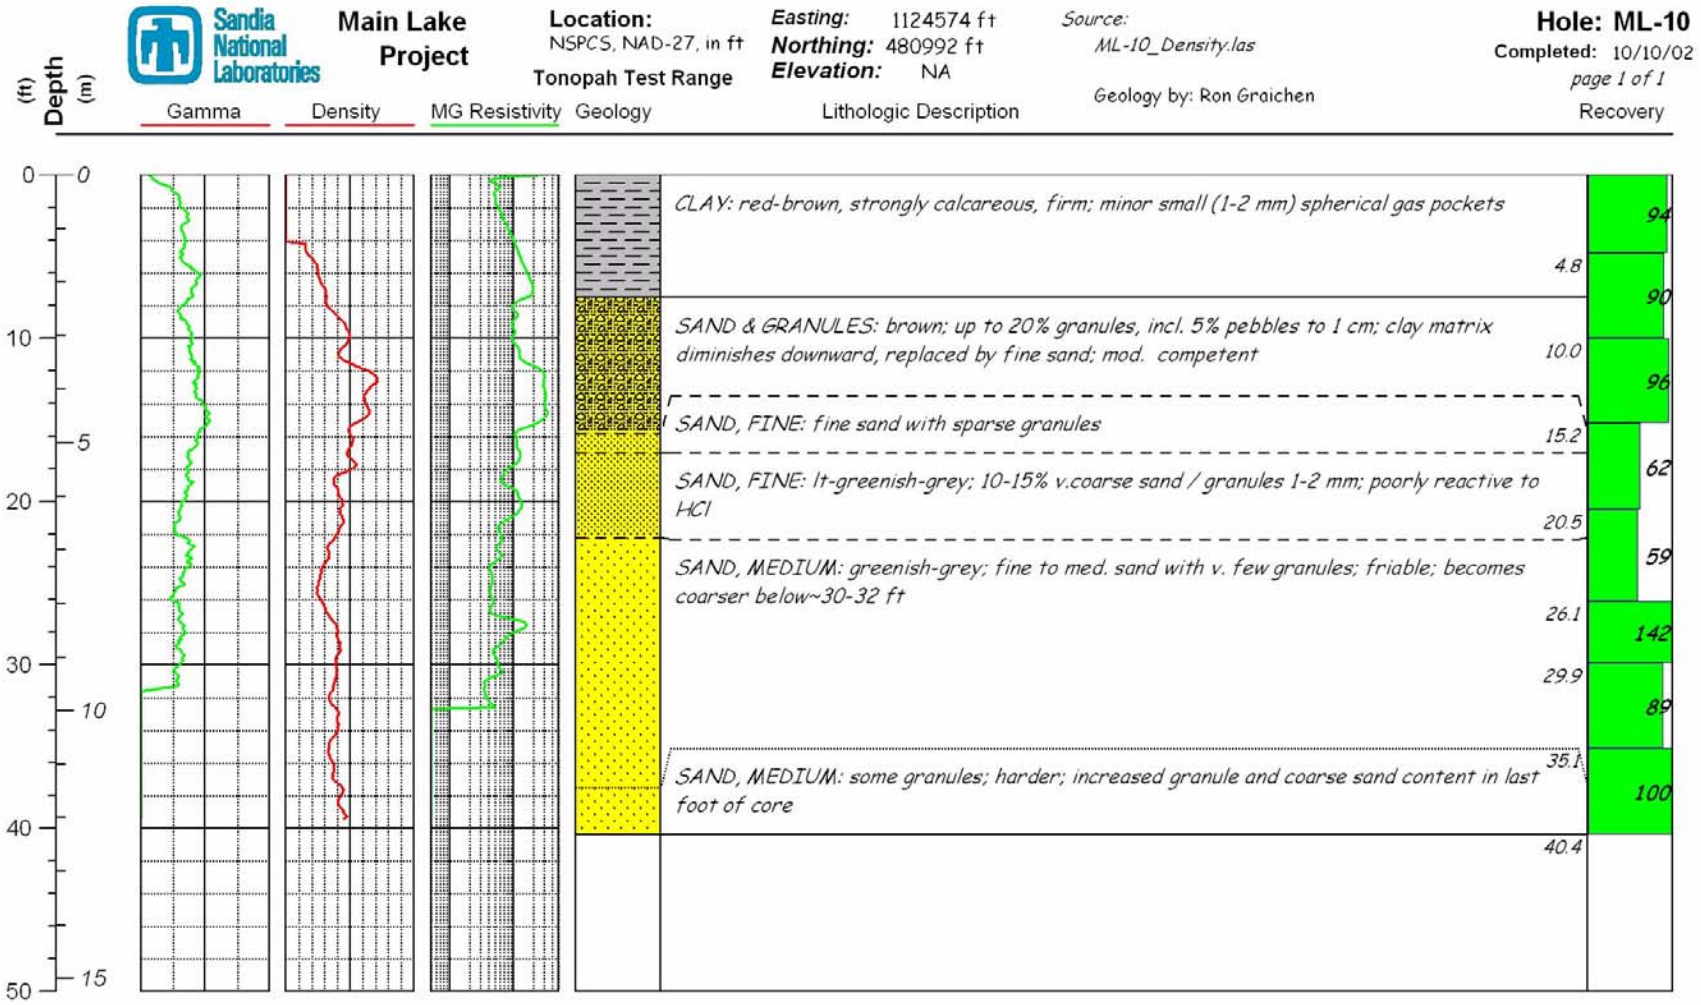 Sandia
National
Laboratories
Main Lake
Project
Location:
NSPCS, NAD-27, in ft
Tonopah Test Range
Easting: 1124574 ft
Northing: 480992 ft
Elevation: NA
Source:
ML-10_Density.las
Geology by: Ron Graichen
Hole: ML-10
Completed: 10/10/02
page 1 of 1
(ft) Depth (m)
Gamma Density MG Resistivity Geology Lithologic Description Recovery
0 0
CLAY: red-brown, strongly calcareous, firm; minor small (1-2 mm) spherical gas pockets
94
4.8
90
SAND & GRANULES: brown; up to 20% granules, incl. 5% pebbles to 1 cm; clay matrix
diminishes downward, replaced by fine sand; mod. competent
10
10.0
96
SAND, FINE: fine sand with sparse granules
15.2
5
62
SAND, FINE: lt-greenish-grey; 10-15% v.coarse sand / granules 1-2 mm; poorly reactive to
HCl
20
20.5
59
SAND, MEDIUM: greenish-grey; fine to med. sand with v. few granules; friable; becomes
coarser below~30-32 ft
26.1
142
30
29.9
89
10
35.1
SAND, MEDIUM: some granules; harder; increased granule and coarse sand content in last
foot of core
100
40
40.4
15
50